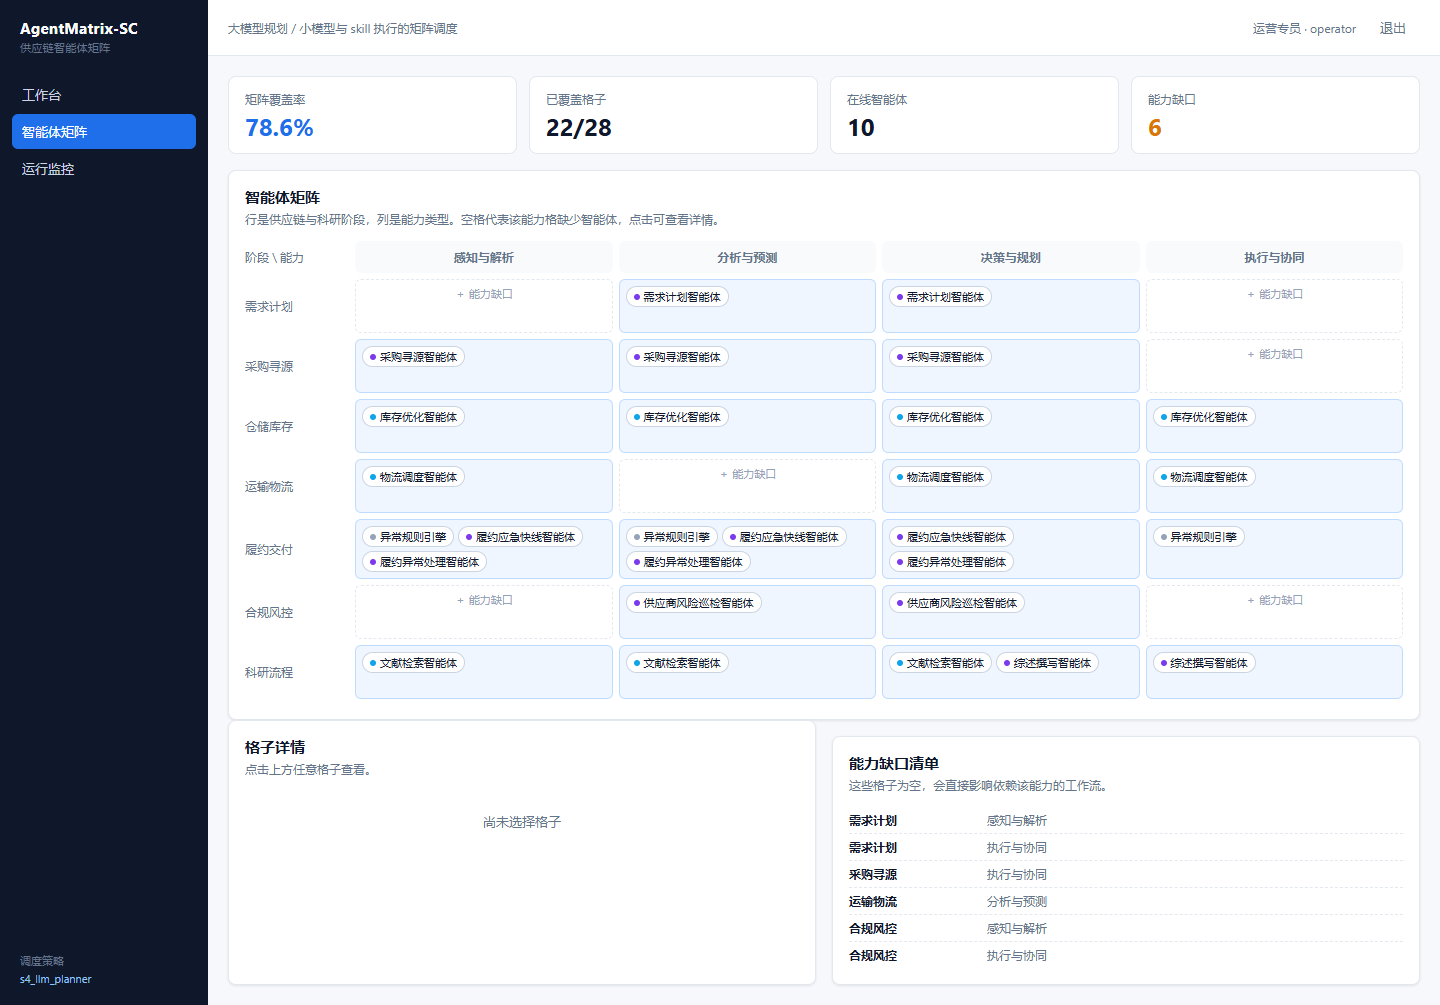 AgentMatrix-SC
供应链智能体矩阵
工作台
智能体矩阵
运行监控
调度策略
s4_llm_planner
大模型规划 / 小模型与 skill 执行的矩阵调度
运营专员 · operator
退出
矩阵覆盖率
78.6%
已覆盖格子
22/28
在线智能体
10
能力缺口
6
智能体矩阵
行是供应链与科研阶段，列是能力类型。空格代表该能力格缺少智能体，点击可查看详情。
阶段 \ 能力 感知与解析 分析与预测 决策与规划 执行与协同
需求计划 + 能力缺口 需求计划智能体 需求计划智能体 + 能力缺口
采购寻源 采购寻源智能体 采购寻源智能体 采购寻源智能体 + 能力缺口
仓储库存 库存优化智能体 库存优化智能体 库存优化智能体 库存优化智能体
运输物流 物流调度智能体 + 能力缺口 物流调度智能体 物流调度智能体
履约交付 异常规则引擎 履约应急快线智能体 异常规则引擎 履约应急快线智能体 履约应急快线智能体 异常规则引擎
履约异常处理智能体 履约异常处理智能体 履约异常处理智能体
合规风控 + 能力缺口 供应商风险巡检智能体 供应商风险巡检智能体 + 能力缺口
科研流程 文献检索智能体 文献检索智能体 文献检索智能体 综述撰写智能体 综述撰写智能体
格子详情
点击上方任意格子查看。
尚未选择格子
能力缺口清单
这些格子为空，会直接影响依赖该能力的工作流。
需求计划 感知与解析
需求计划 执行与协同
采购寻源 执行与协同
运输物流 分析与预测
合规风控 感知与解析
合规风控 执行与协同